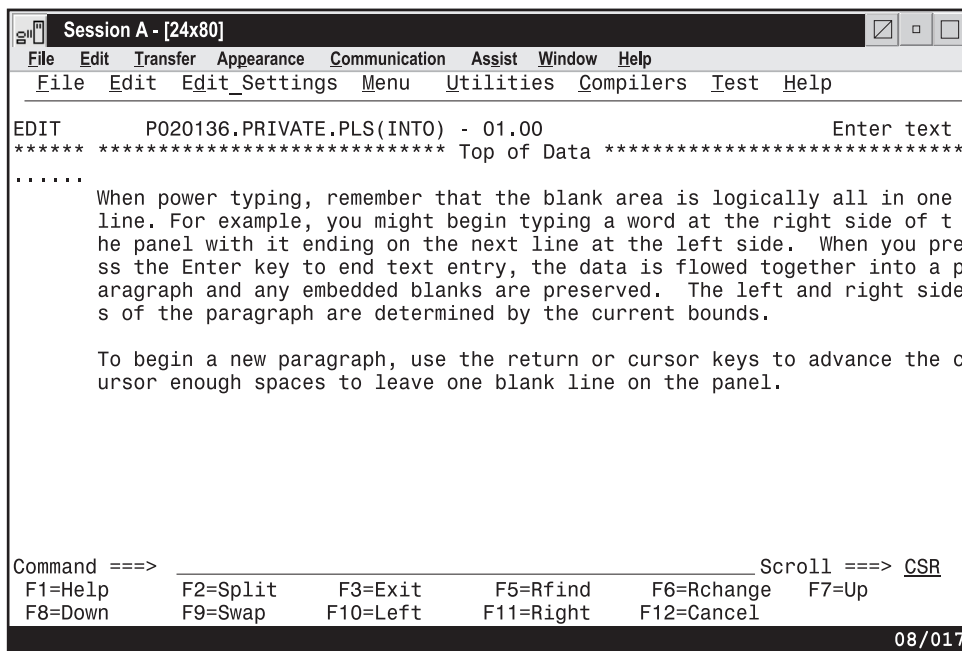 Session A - [24x80]
File Edit Transfer Appearance Communication Assist Window Help
File Edit Edit_Settings Menu Utilities Compilers Test Help
EDIT P020136.PRIVATE.PLS(INTO) - 01.00 Enter text
****** ***************************** Top of Data ******************************
......
When power typing, remember that the blank area is logically all in one
line. For example, you might begin typing a word at the right side of t
he panel with it ending on the next line at the left side. When you pre
ss the Enter key to end text entry, the data is flowed together into a p
aragraph and any embedded blanks are preserved. The left and right side
s of the paragraph are determined by the current bounds.
To begin a new paragraph, use the return or cursor keys to advance the c
ursor enough spaces to leave one blank line on the panel.
Command ===> Scroll ===> CSR
F1=Help F2=Split F3=Exit F5=Rfind F6=Rchange F7=Up
F8=Down F9=Swap F10=Left F11=Right F12=Cancel
08/017